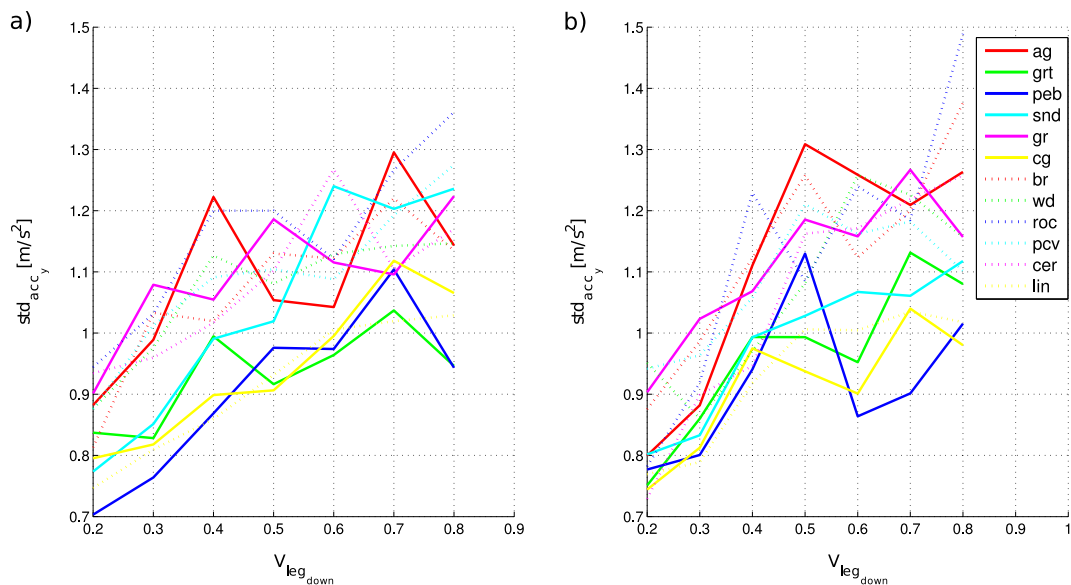 a)
1.5
1.4
1.3
1.2
1.1
1
0.9
0.8
0.7
std_acc_y [m/s²]
0.2 0.3 0.4 0.5 0.6 0.7 0.8 0.9
V_leg_down
b)
1.5
1.4
1.3
1.2
1.1
1
0.9
0.8
0.7
std_acc_y [m/s²]
0.2 0.3 0.4 0.5 0.6 0.7 0.8 0.9 1
V_leg_down
ag
grt
peb
snd
gr
cg
br
wd
roc
pcv
cer
lin